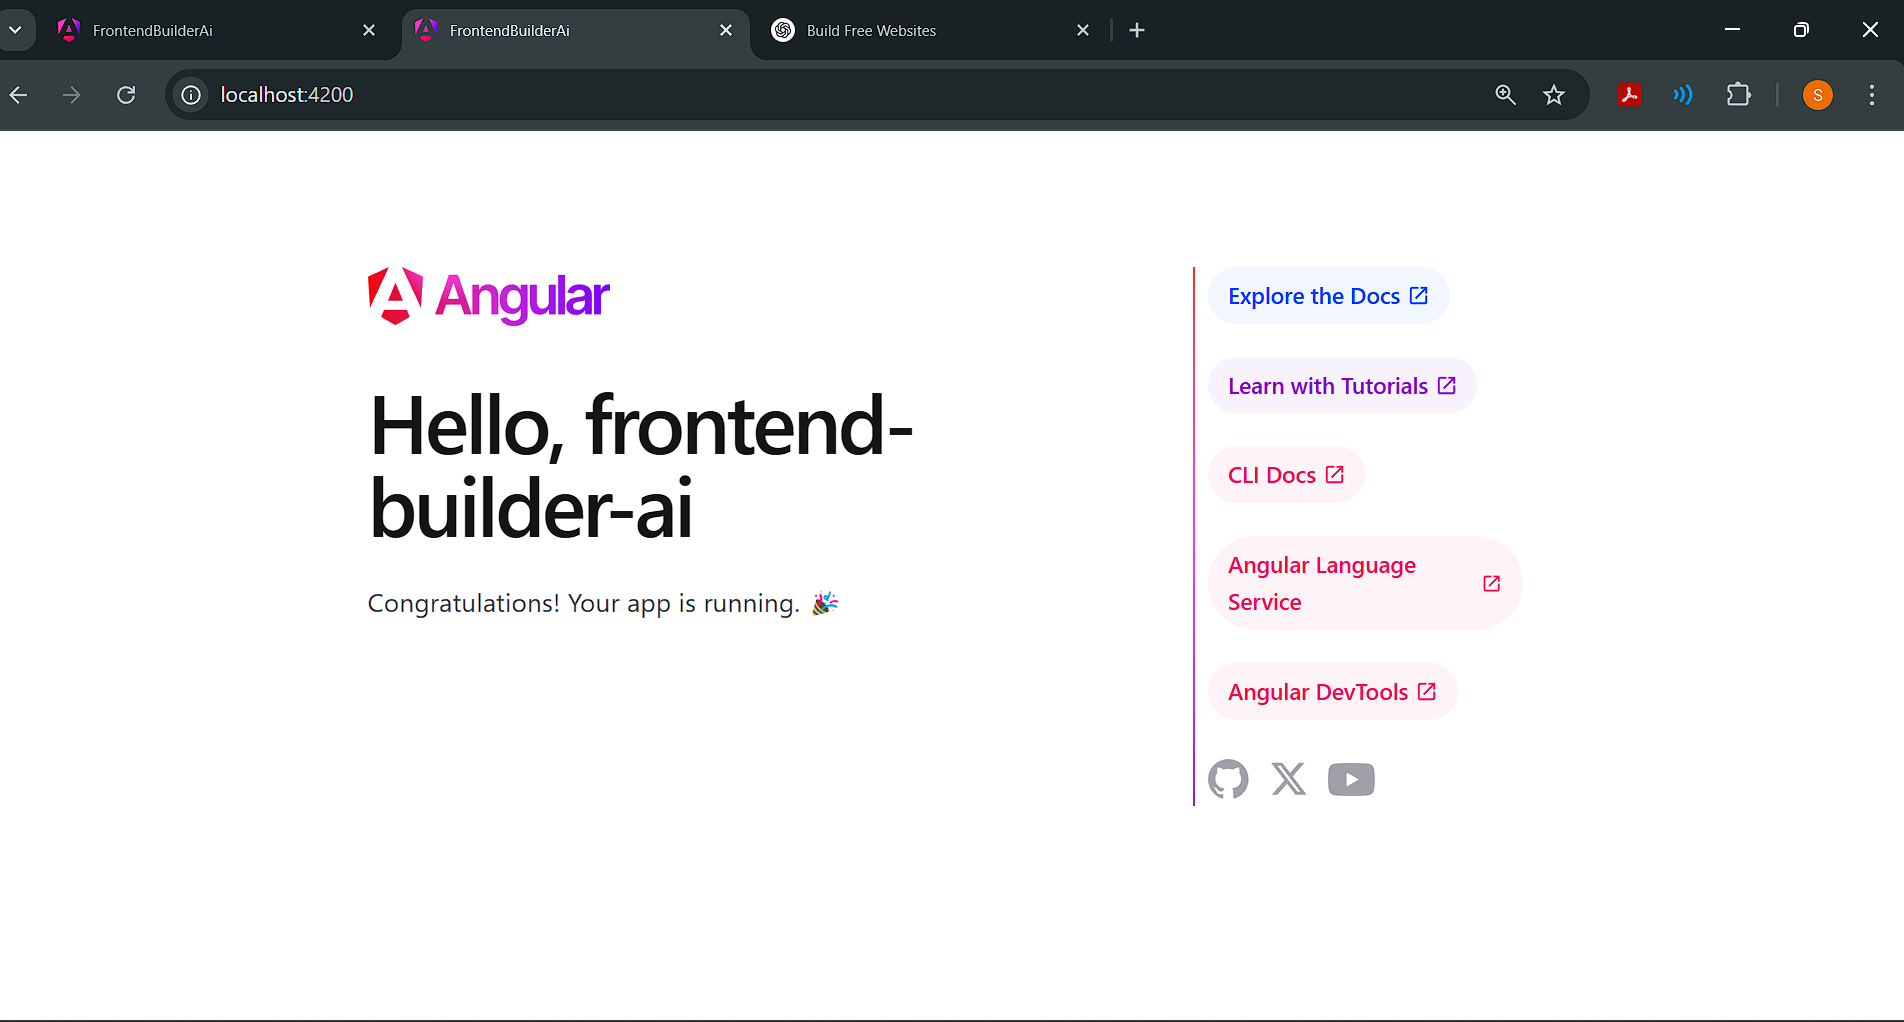 FrontendBuilderAi
FrontendBuilderAi
Build Free Websites
localhost:4200
S
Angular
Hello, frontend-
builder-ai
Congratulations! Your app is running. 🎉
Explore the Docs
Learn with Tutorials
CLI Docs
Angular Language
Service
Angular DevTools